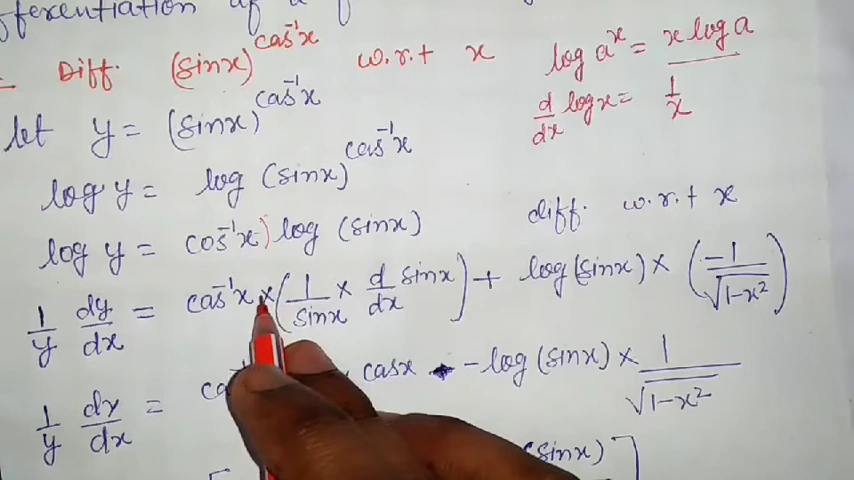 fferentiation of a f
Diff. (sinx)^cos⁻¹x w.r.t x
log aˣ = x log a
d/dx log x = 1/x
let y = (sinx)^cos⁻¹x
log y = log (sinx)^cos⁻¹x
log y = cos⁻¹x) log (sinx) diff. w.r.t x
1/y dy/dx = cos⁻¹x × (1/sinx × d/dx sinx) + log(sinx) × (-1/√1-x²)
1/y dy/dx = cosx - log(sinx) × 1/√1-x²
sinx)]